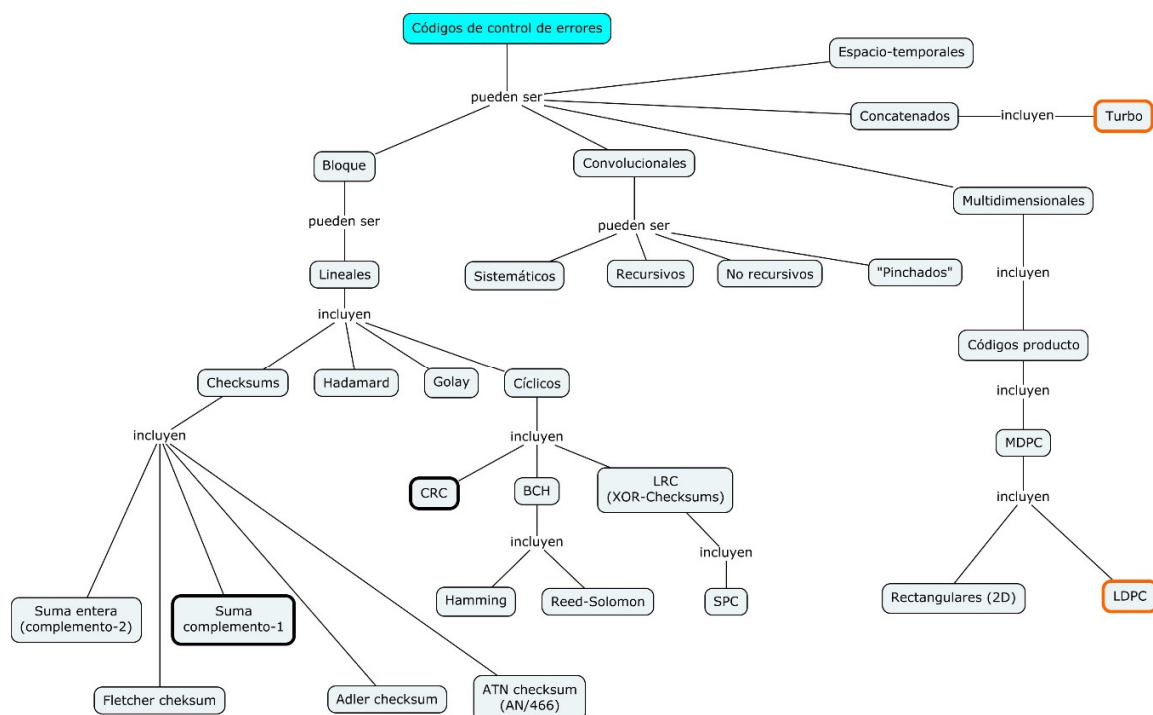 Códigos de control de errores
Espacio-temporales
pueden ser
Concatenados
incluyen
Turbo
Bloque
Convolucionales
Multidimensionales
pueden ser
pueden ser
Lineales
Sistemáticos
Recursivos
No recursivos
"Pinchados"
incluyen
incluyen
Códigos producto
Checksums
Hadamard
Golay
Cíclicos
incluyen
incluyen
incluyen
MDPC
CRC
BCH
LRC
(XOR-Checksums)
incluyen
incluyen
incluyen
Hamming
Reed-Solomon
SPC
Rectangulares (2D)
LDPC
Suma entera
(complemento-2)
Suma
complemento-1
Fletcher cheksum
Adler checksum
ATN checksum
(AN/466)